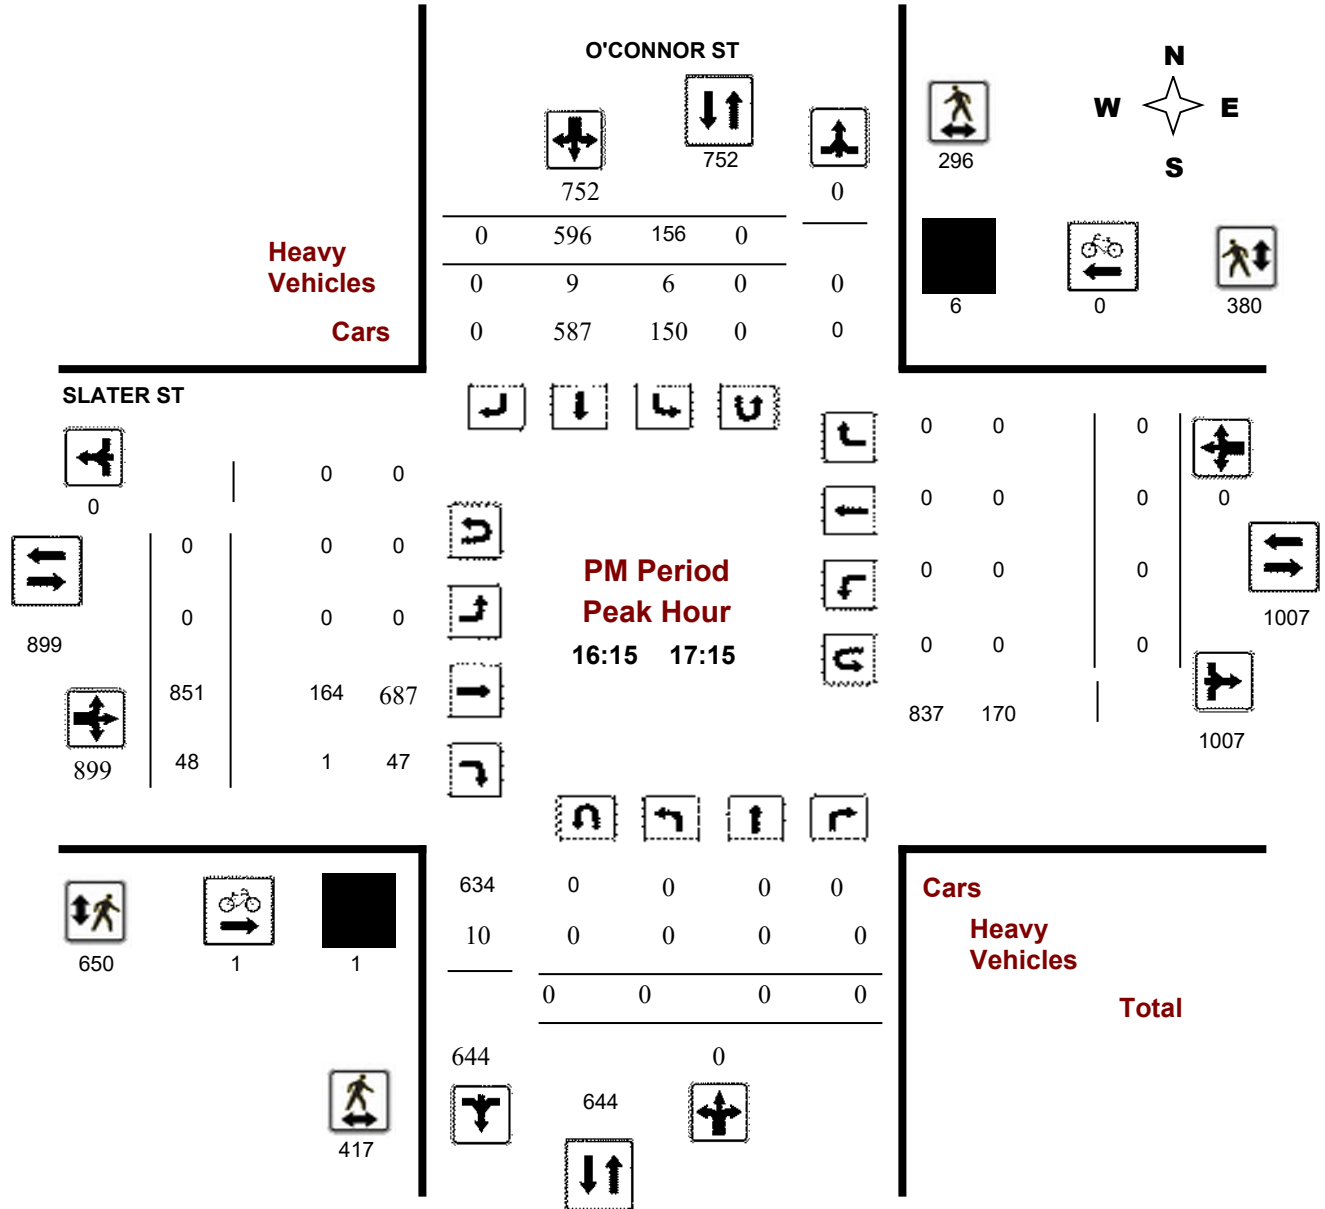 O'CONNOR ST
N
W E
S
752
296
752 0
0 596 156 0
Heavy
Vehicles 0 9 6 0 0
6 0 380
Cars 0 587 150 0 0
SLATER ST
0 0 0
0 0
0
0 0 0 0
0 0 0
PM Period
0 0 0
Peak Hour
0 0 0
1007
899
16:15 17:15
0 0 0
851 164 687
837 170
1007
899 48 1 47
634 0 0 0 0
Cars
10 0 0 0 0
Heavy
Vehicles
650 1 1
0 0 0 0
Total
644 0
644
417